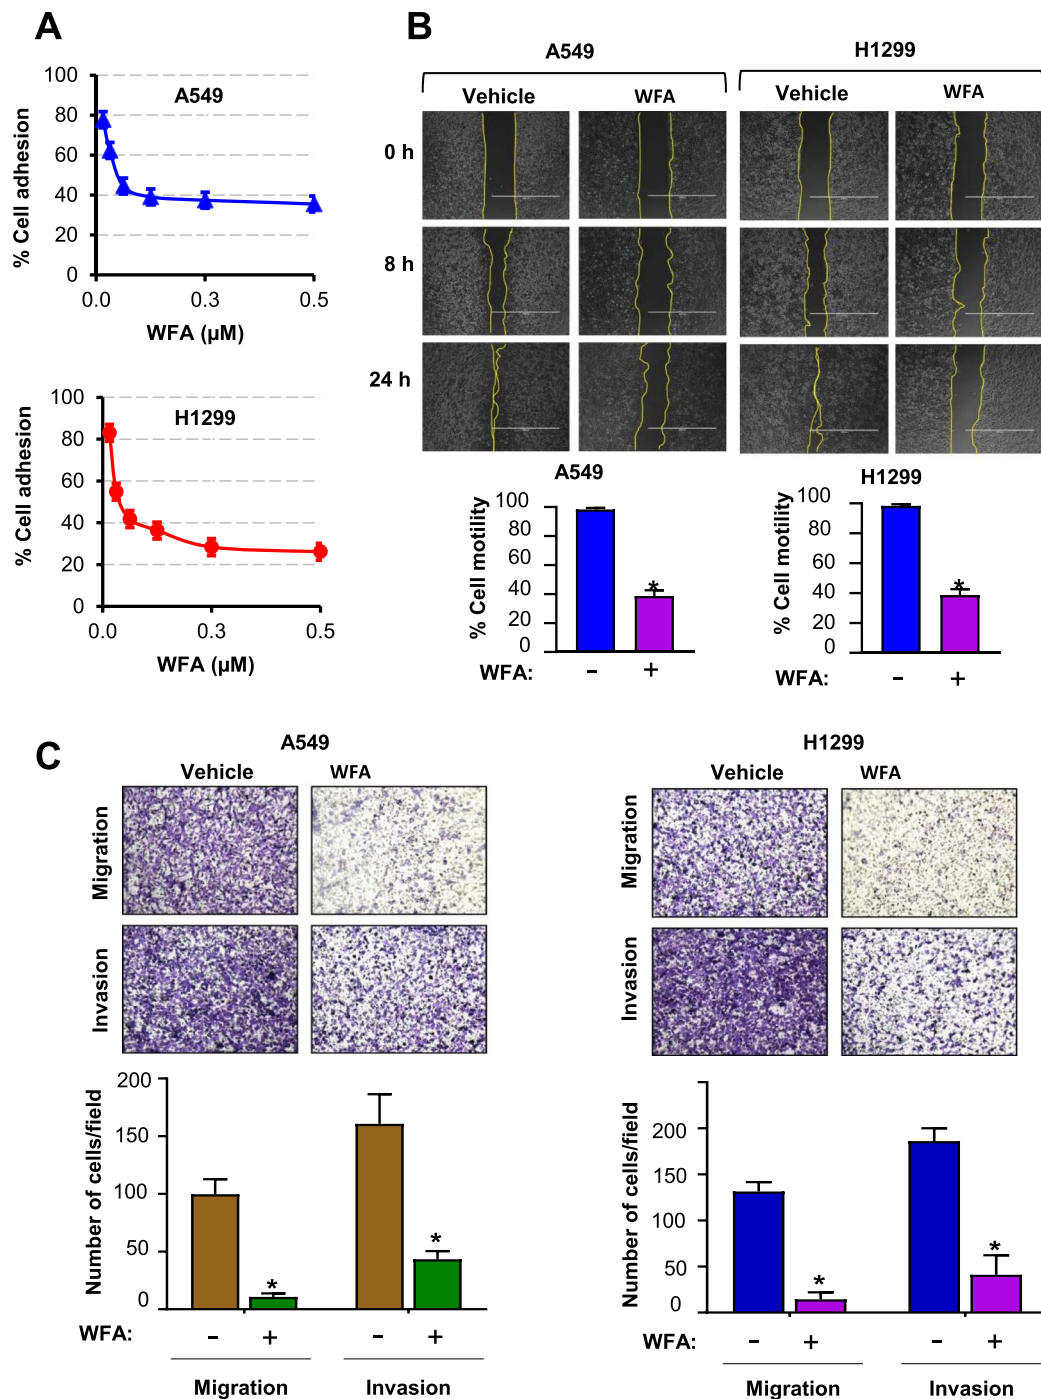 A
B
A549
H1299
Vehicle
WFA
Vehicle
WFA
0 h
8 h
24 h
% Cell adhesion
100
80
60
40
20
0
A549
0.0
0.3
0.5
WFA (µM)
% Cell adhesion
100
80
60
40
20
0
H1299
0.0
0.3
0.5
WFA (µM)
A549
% Cell motility
100
80
60
40
20
0
*
WFA:
-
+
H1299
% Cell motility
100
80
60
40
20
0
*
WFA:
-
+
C
A549
Vehicle
WFA
Migration
Invasion
H1299
Vehicle
WFA
Migration
Invasion
Number of cells/field
200
150
100
50
0
*
*
WFA:
-
+
-
+
Migration
Invasion
Number of cells/field
200
150
100
50
0
*
*
WFA:
-
+
-
+
Migration
Invasion